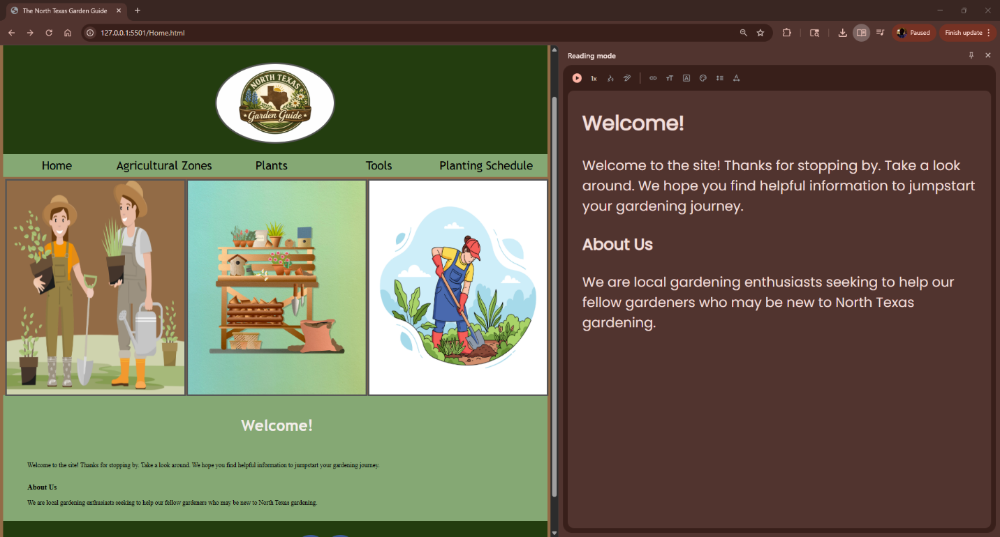 The North Texas Garden Guide
127.0.0.1:5501/Home.html
Paused
Finish update
Reading mode
1x
NORTH TEXAS
Garden Guide
Home
Agricultural Zones
Plants
Tools
Planting Schedule
Welcome!
Welcome to the site! Thanks for stopping by. Take a look around. We hope you find helpful information to jumpstart your gardening journey.
About Us
We are local gardening enthusiasts seeking to help our fellow gardeners who may be new to North Texas gardening.
Welcome!
Welcome to the site! Thanks for stopping by. Take a look
around. We hope you find helpful information to jumpstart
your gardening journey.
About Us
We are local gardening enthusiasts seeking to help our
fellow gardeners who may be new to North Texas
gardening.